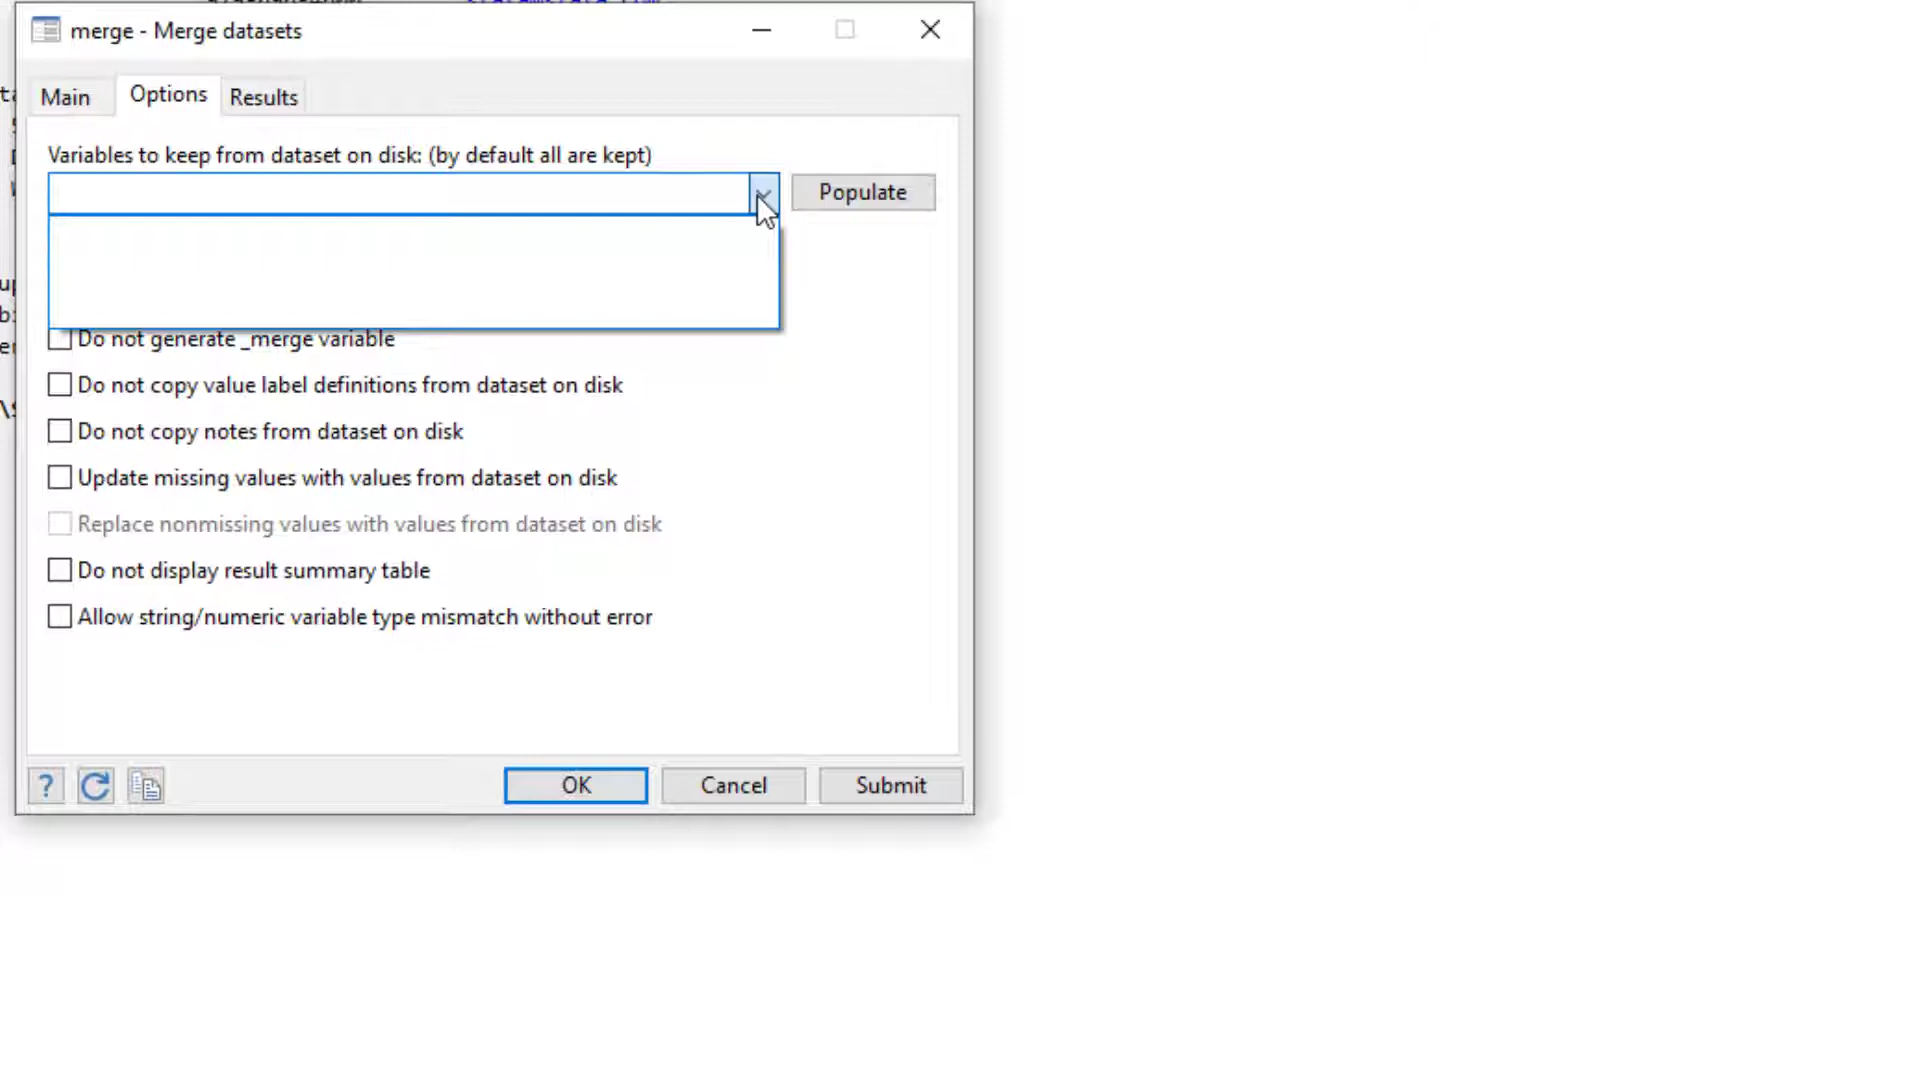 merge - Merge datasets
Main
Options
Results
Variables to keep from dataset on disk: (by default all are kept)
Populate
Do not generate _merge variable
Do not copy value label definitions from dataset on disk
Do not copy notes from dataset on disk
Update missing values with values from dataset on disk
Replace nonmissing values with values from dataset on disk
Do not display result summary table
Allow string/numeric variable type mismatch without error
?
OK
Cancel
Submit